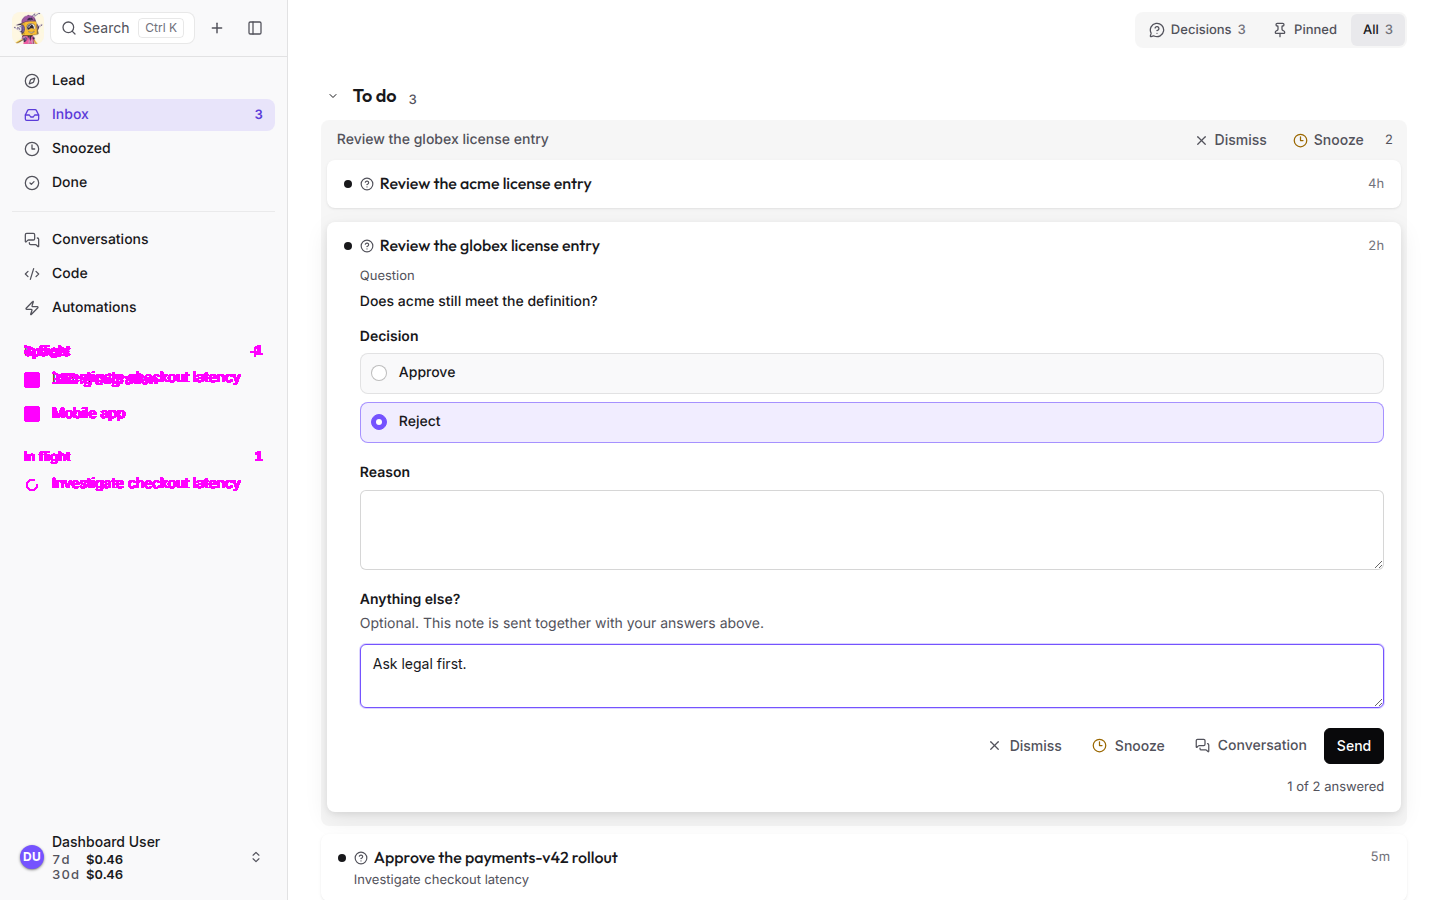 Search Ctrl K
Decisions 3 Pinned All 3
Lead
Inbox 3
Snoozed
Done
Conversations
Code
Automations
Mobile app
In flight 1
Investigate checkout latency
Dashboard User
DU
7d $0.46
30d $0.46
To do 3
Review the globex license entry Dismiss Snooze 2
Review the acme license entry 4h
Review the globex license entry 2h
Question
Does acme still meet the definition?
Decision
Approve
Reject
Reason
Anything else?
Optional. This note is sent together with your answers above.
Ask legal first.
Dismiss Snooze Conversation Send
1 of 2 answered
Approve the payments-v42 rollout 5m
Investigate checkout latency